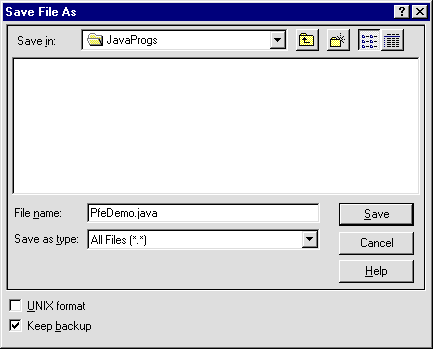 Save File As
Save in: JavaProgs
File name: PfeDemo.java Save
Save as type: All Files (*.*) Cancel
Help
UNIX format
Keep backup